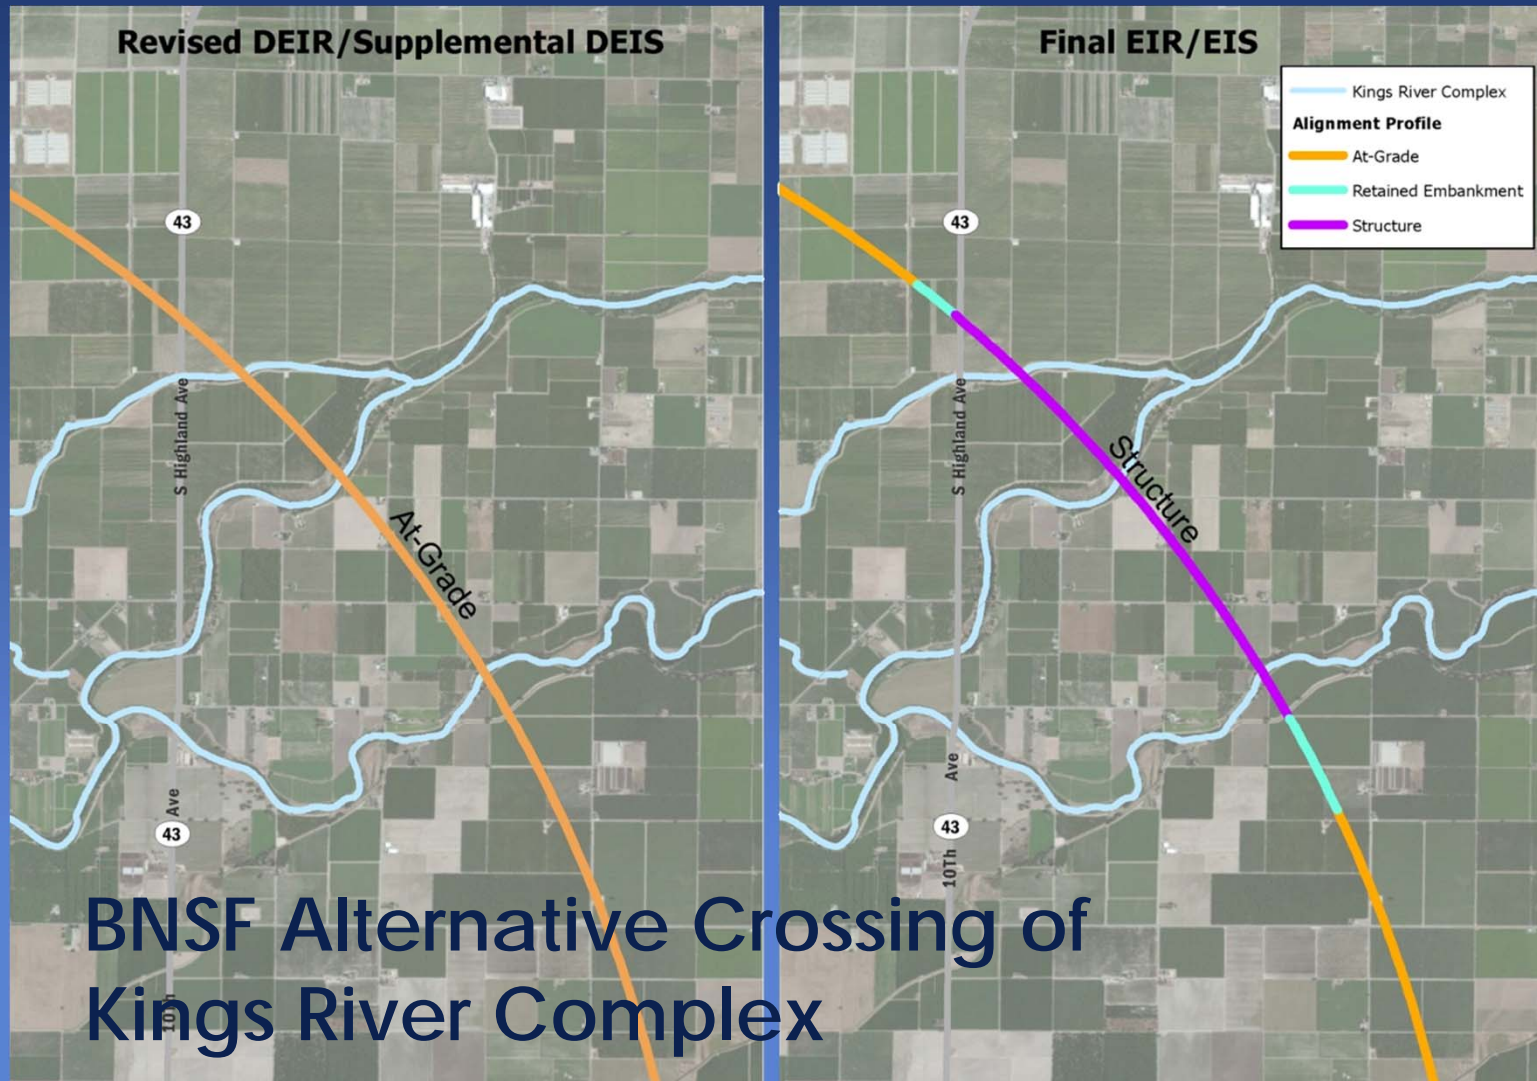 Revised DEIR/Supplemental DEIS
43
S Highland Ave
At-Grade
Ave
43
10Th
Final EIR/EIS
Kings River Complex
Alignment Profile
At-Grade
Retained Embankment
Structure
43
S Highland Ave
Structure
Ave
43
10Th
BNSF Alternative Crossing of
Kings River Complex